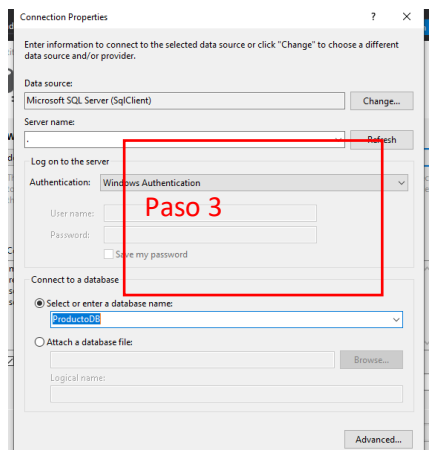 Connection Properties
?
Enter information to connect to the selected data source or click "Change" to choose a different
data source and/or provider.
Data source:
Microsoft SQL Server (SqlClient)
Change...
Server name:
.
Refresh
Log on to the server
Authentication: Windows Authentication
User name:
Paso 3
Password:
Save my password
Connect to a database
Select or enter a database name:
ProductoDB
Attach a database file:
Browse...
Logical name:
Advanced...